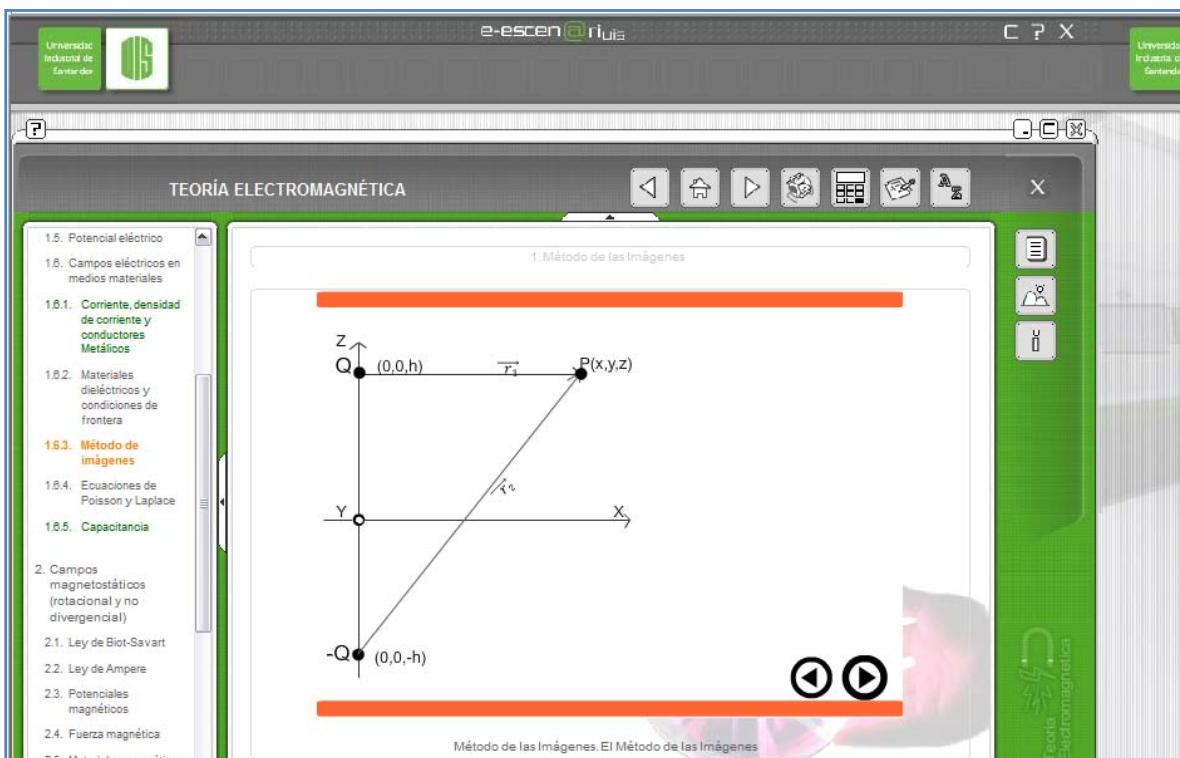 e-escen@ri uis
C ? X
Universidad
Industrial de
Santander
?
TEORÍA ELECTROMAGNÉTICA
A
Z
X
1.5. Potencial eléctrico
1.6. Campos eléctricos en
medios materiales
1.6.1. Corriente, densidad
de corriente y
conductores
Metálicos
1.6.2. Materiales
dieléctricos y
condiciones de
frontera
1.6.3. Método de
imágenes
1.6.4. Ecuaciones de
Poisson y Laplace
1.6.5. Capacitancia
2. Campos
magnetostáticos
(rotacional y no
divergencial)
2.1. Ley de Biot-Savart
2.2. Ley de Ampere
2.3. Potenciales
magnéticos
2.4. Fuerza magnética
1. Método de las Imágenes
Z
Q (0,0,h) r₁ P(x,y,z)
r₂
Y X
-Q (0,0,-h)
Método de las Imágenes. El Método de las Imágenes
Teoría
Electromagnetica